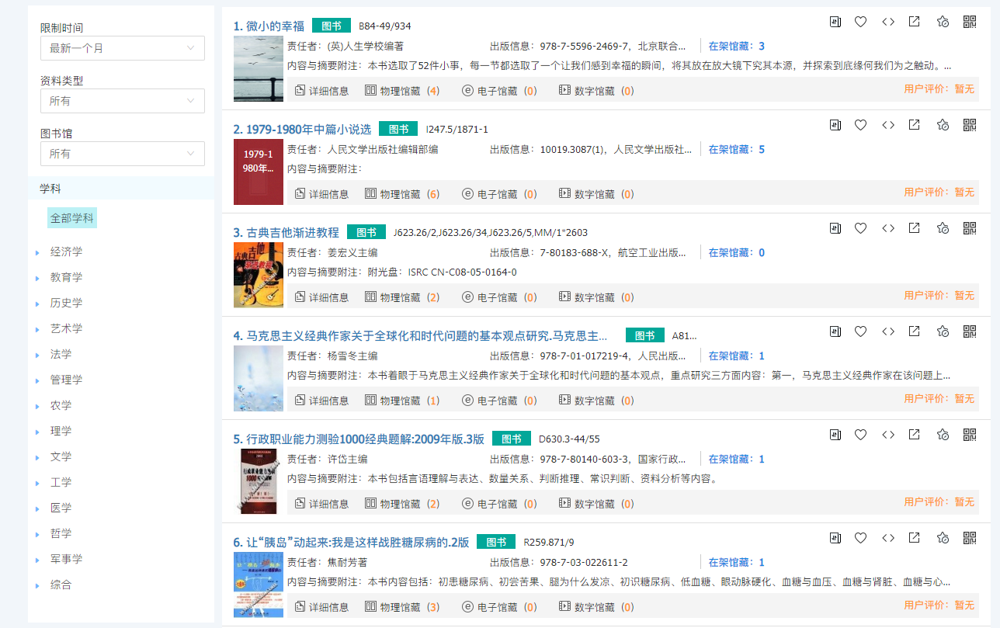 限制时间
最新一个月
资料类型
所有
图书馆
所有
学科
全部学科
经济学
教育学
历史学
艺术学
法学
管理学
农学
理学
文学
工学
医学
哲学
军事学
综合
1. 微小的幸福 图书 B84-49/934
责任者：(英)人生学校编著 出版信息：978-7-5596-2469-7，北京联合... 在架馆藏：3
内容与摘要附注：本书选取了52件小事，每一节都选取了一个让我们感到幸福的瞬间，将其放在放大镜下究其本源，并探索到底缘何我们为之触动。...
详细信息 物理馆藏 (4) 电子馆藏 (0) 数字馆藏 (0) 用户评价：暂无
2. 1979-1980年中篇小说选 图书 I247.5/1871-1
1979-1
980年...
责任者：人民文学出版社编辑部编 出版信息：10019.3087(1)，人民文学出版社... 在架馆藏：5
内容与摘要附注：
详细信息 物理馆藏 (6) 电子馆藏 (0) 数字馆藏 (0) 用户评价：暂无
3. 古典吉他渐进教程 图书 J623.26/2,J623.26/34,J623.26/5,MM/1*2603
古典吉他
渐进教程
责任者：姜宏义主编 出版信息：7-80183-688-X，航空工业出版... 在架馆藏：0
内容与摘要附注：附光盘：ISRC CN-C08-05-0164-0
详细信息 物理馆藏 (2) 电子馆藏 (0) 数字馆藏 (0) 用户评价：暂无
4. 马克思主义经典作家关于全球化和时代问题的基本观点研究.马克思主... 图书 A81...
责任者：杨雪冬主编 出版信息：978-7-01-017219-4，人民出版... 在架馆藏：1
内容与摘要附注：本书着眼于马克思主义经典作家关于全球化和时代问题的基本观点，重点研究三方面内容：第一，马克思主义经典作家在该问题上...
详细信息 物理馆藏 (1) 电子馆藏 (0) 数字馆藏 (0) 用户评价：暂无
5. 行政职业能力测验1000经典题解:2009年版.3版 图书 D630.3-44/55
行政职业能力测验
责任者：许岱主编 出版信息：978-7-80140-603-3，国家行政... 在架馆藏：1
内容与摘要附注：本书包括言语理解与表达、数量关系、判断推理、常识判断、资料分析等内容。
详细信息 物理馆藏 (2) 电子馆藏 (0) 数字馆藏 (0) 用户评价：暂无
6. 让“胰岛”动起来:我是这样战胜糖尿病的.2版 图书 R259.871/9
责任者：焦耐芳著 出版信息：978-7-03-022611-2 在架馆藏：1
内容与摘要附注：本书内容包括：初患糖尿病、初尝苦果、腿为什么发凉、初识糖尿病、低血糖、眼动脉硬化、血糖与血压、血糖与肾脏、血糖与心...
详细信息 物理馆藏 (3) 电子馆藏 (0) 数字馆藏 (0) 用户评价：暂无